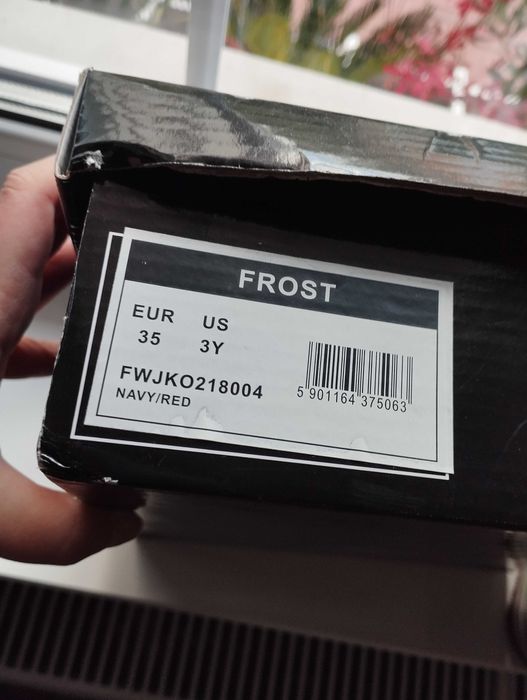 FROST
EUR US
35 3Y
FWJKO218004
NAVY/RED
5 901164 375063